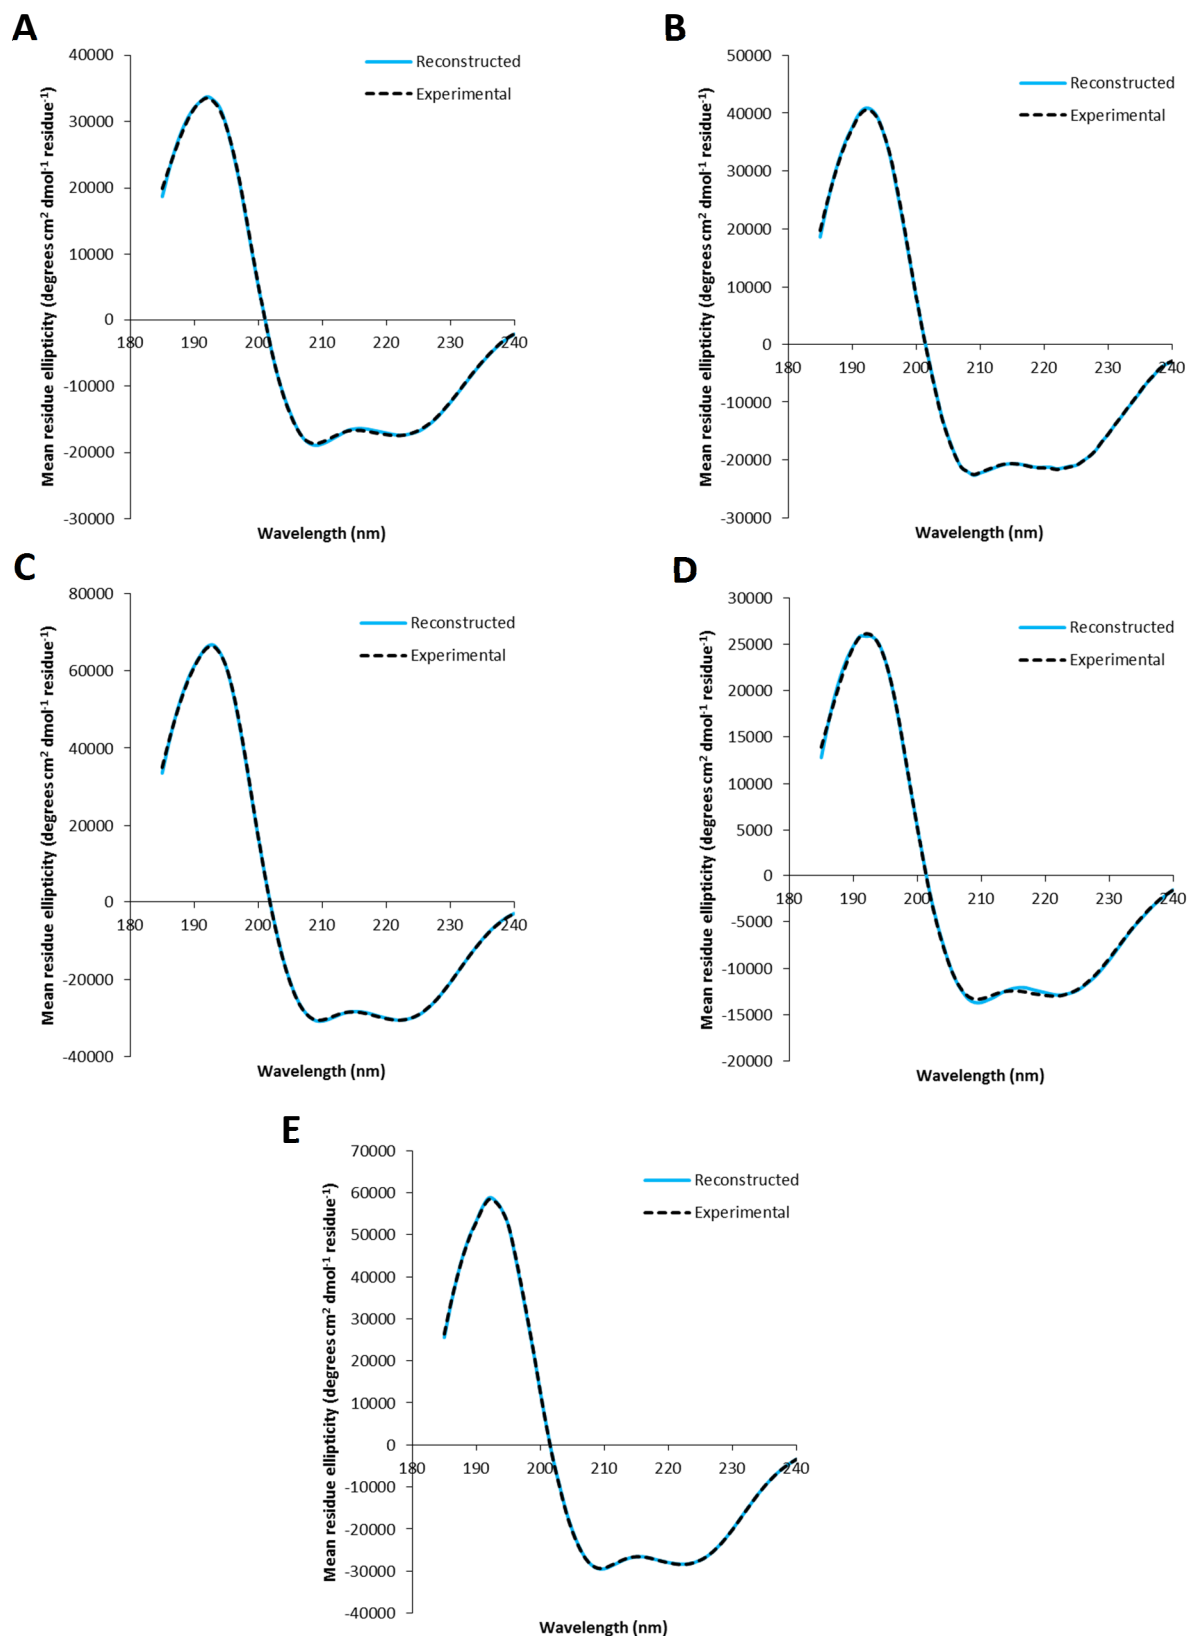 A
Mean residue ellipticity (degrees cm² dmol⁻¹ residue⁻¹)
40000
30000
20000
10000
0
-10000
-20000
-30000
180 190 200 210 220 230 240
Reconstructed
Experimental
Wavelength (nm)
B
Mean residue ellipticity (degrees cm² dmol⁻¹ residue⁻¹)
50000
40000
30000
20000
10000
0
-10000
-20000
-30000
180 190 200 210 220 230 240
Reconstructed
Experimental
Wavelength (nm)
C
Mean residue ellipticity (degrees cm² dmol⁻¹ residue⁻¹)
80000
60000
40000
20000
0
-20000
-40000
180 190 200 210 220 230 240
Reconstructed
Experimental
Wavelength (nm)
D
Mean residue ellipticity (degrees cm² dmol⁻¹ residue⁻¹)
30000
25000
20000
15000
10000
5000
0
-5000
-10000
-15000
-20000
180 190 200 210 220 230 240
Reconstructed
Experimental
Wavelength (nm)
E
Mean residue ellipticity (degrees cm² dmol⁻¹ residue⁻¹)
70000
60000
50000
40000
30000
20000
10000
0
-10000
-20000
-30000
-40000
180 190 200 210 220 230 240
Reconstructed
Experimental
Wavelength (nm)